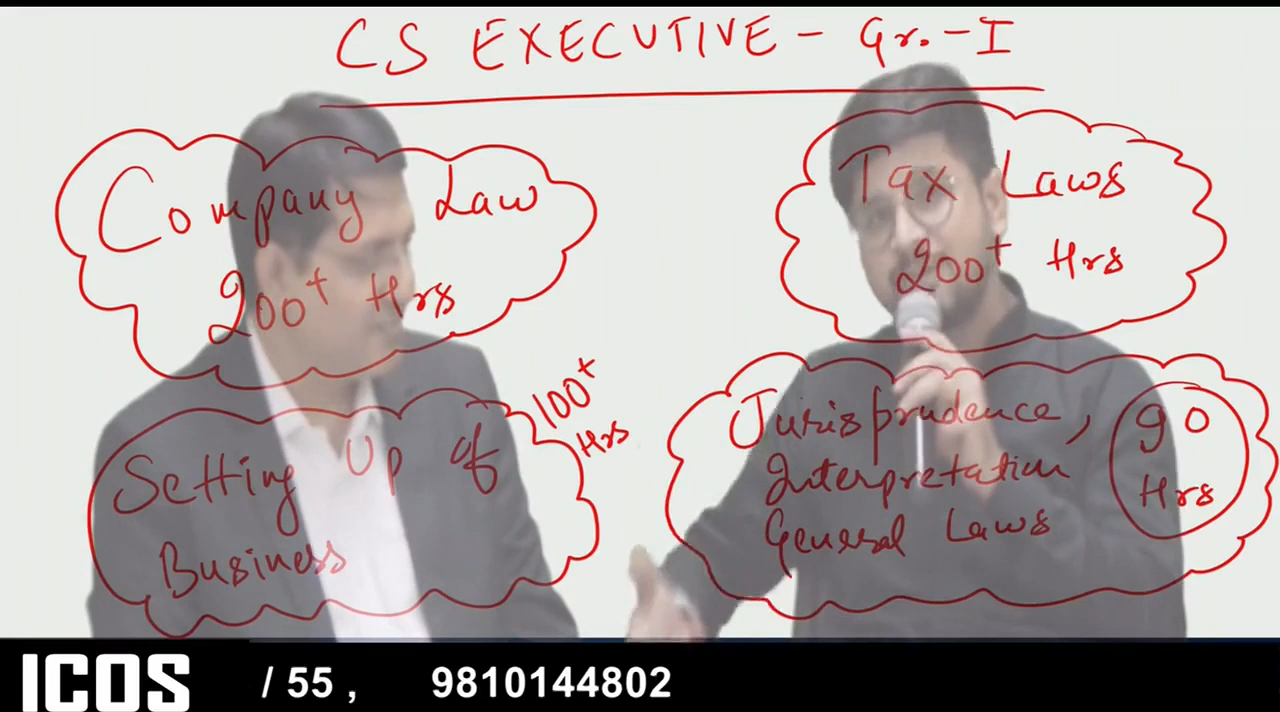 CS EXECUTIVE - Gr. - I
Company Law
200+ Hrs
Tax Laws
200+ Hrs
Setting Up of
Business
100+
Hrs
Jurisprudence,
Interpretation
General Laws
90
Hrs
ICOS / 55 , 9810144802